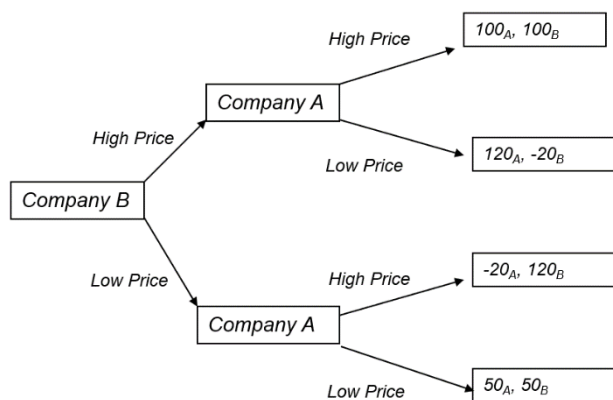 High Price
100A, 100B
Company A
High Price
Low Price
120A, -20B
Company B
Low Price
High Price
-20A, 120B
Company A
Low Price
50A, 50B